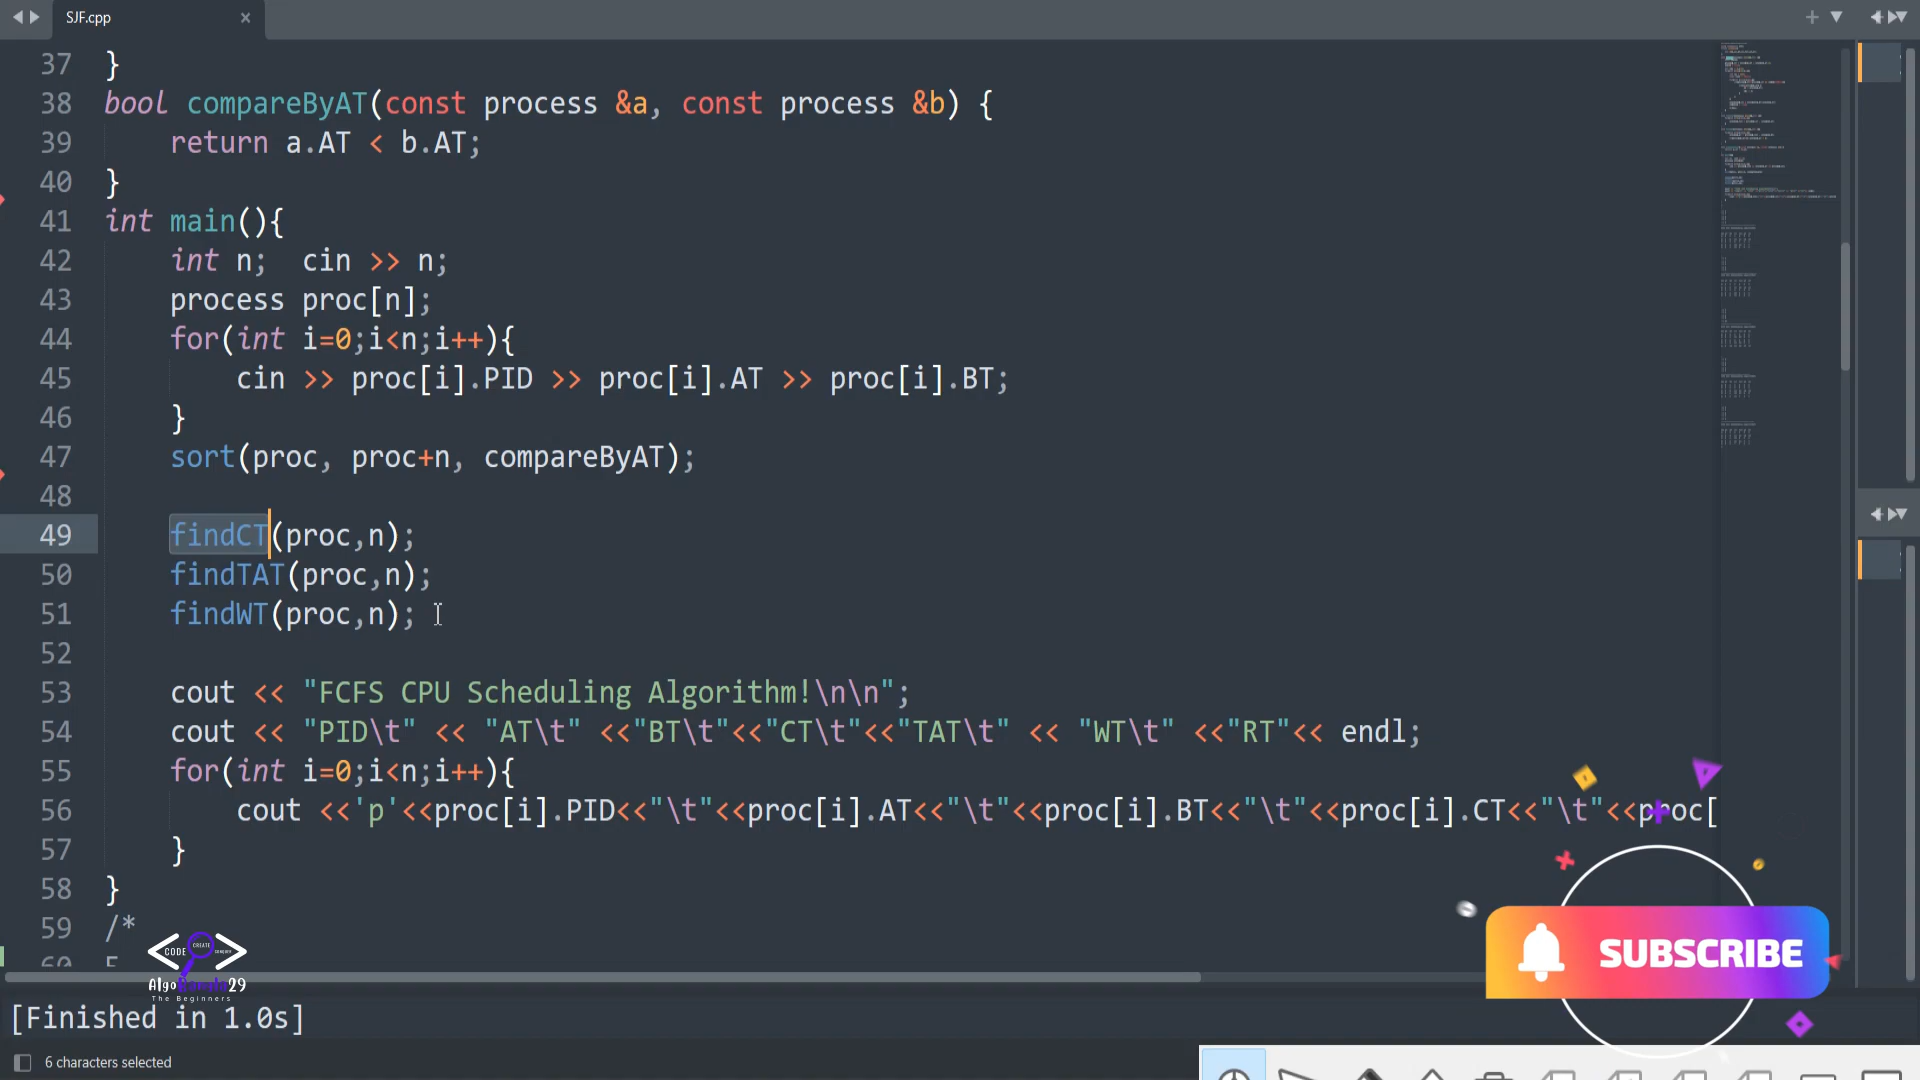 SJF.cpp
37 }
38 bool compareByAT(const process &a, const process &b) {
39     return a.AT < b.AT;
40 }
41 int main(){
42     int n;  cin >> n;
43     process proc[n];
44     for(int i=0;i<n;i++){
45         cin >> proc[i].PID >> proc[i].AT >> proc[i].BT;
46     }
47     sort(proc, proc+n, compareByAT);
48
49     findCT(proc,n);
50     findTAT(proc,n);
51     findWT(proc,n);
52
53     cout << "FCFS CPU Scheduling Algorithm!\n\n";
54     cout << "PID\t" << "AT\t" <<"BT\t"<<"CT\t"<<"TAT\t" << "WT\t" <<"RT"<< endl;
55     for(int i=0;i<n;i++){
56         cout <<'p'<<proc[i].PID<<"\t"<<proc[i].AT<<"\t"<<proc[i].BT<<"\t"<<proc[i].CT<<"\t"<<proc[
57     }
58 }
59 /*
60
CODE CREATE
Algo 29
The Beginners
SUBSCRIBE
[Finished in 1.0s]
6 characters selected